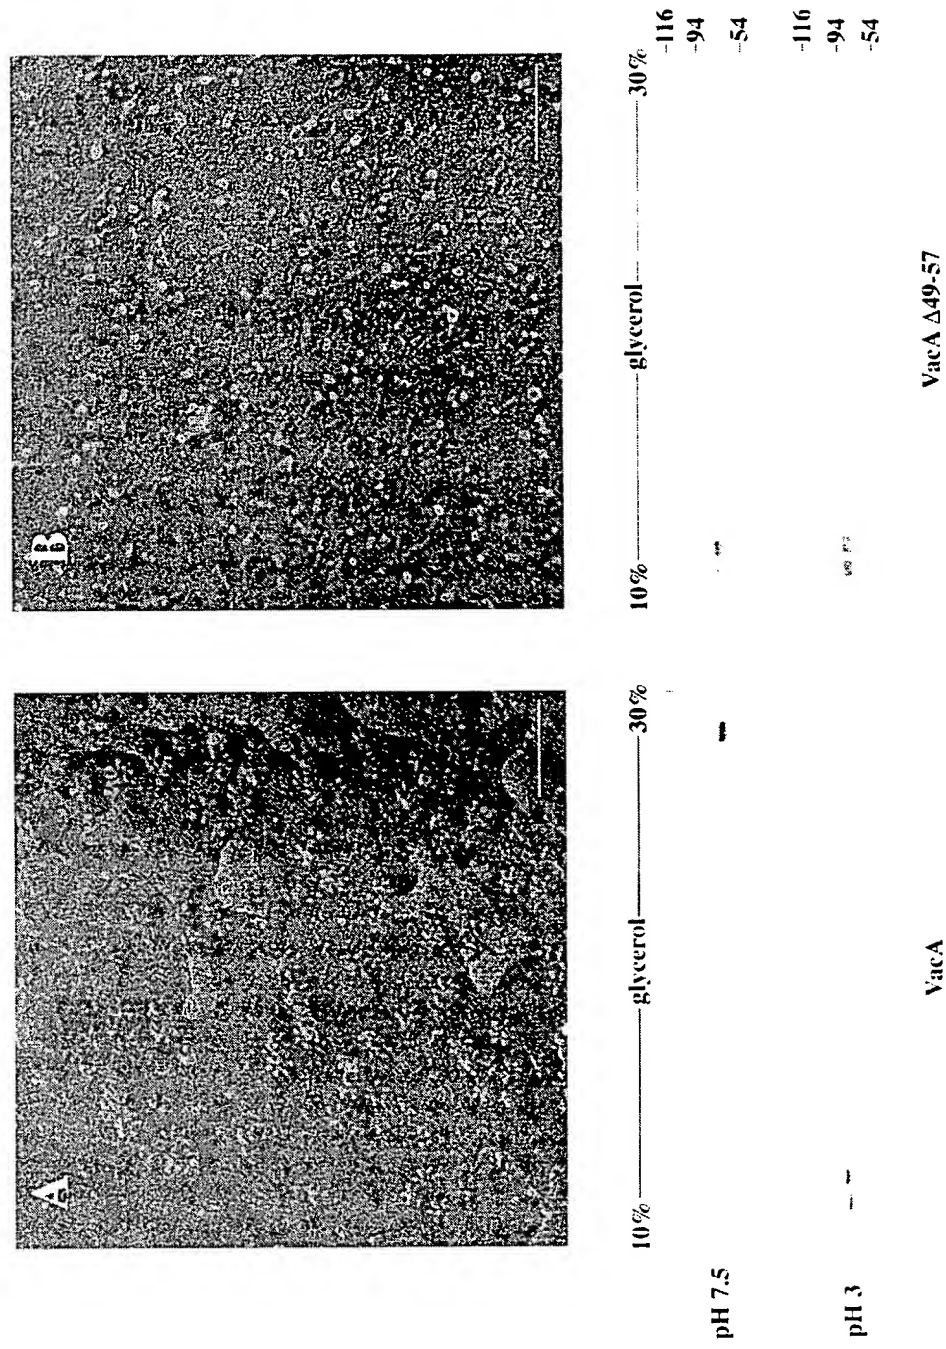 A
B
10% glycerol 30%
10% glycerol 30%
pH 7.5
-116
-94
-54
pH 3
-116
-94
-54
VacA
VacA Δ49-57